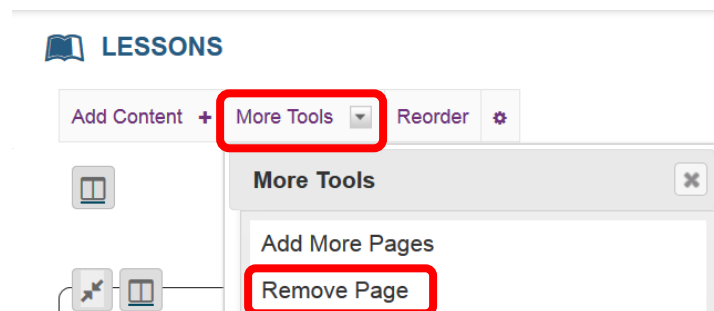 LESSONS
Add Content + More Tools Reorder
More Tools
Add More Pages
Remove Page